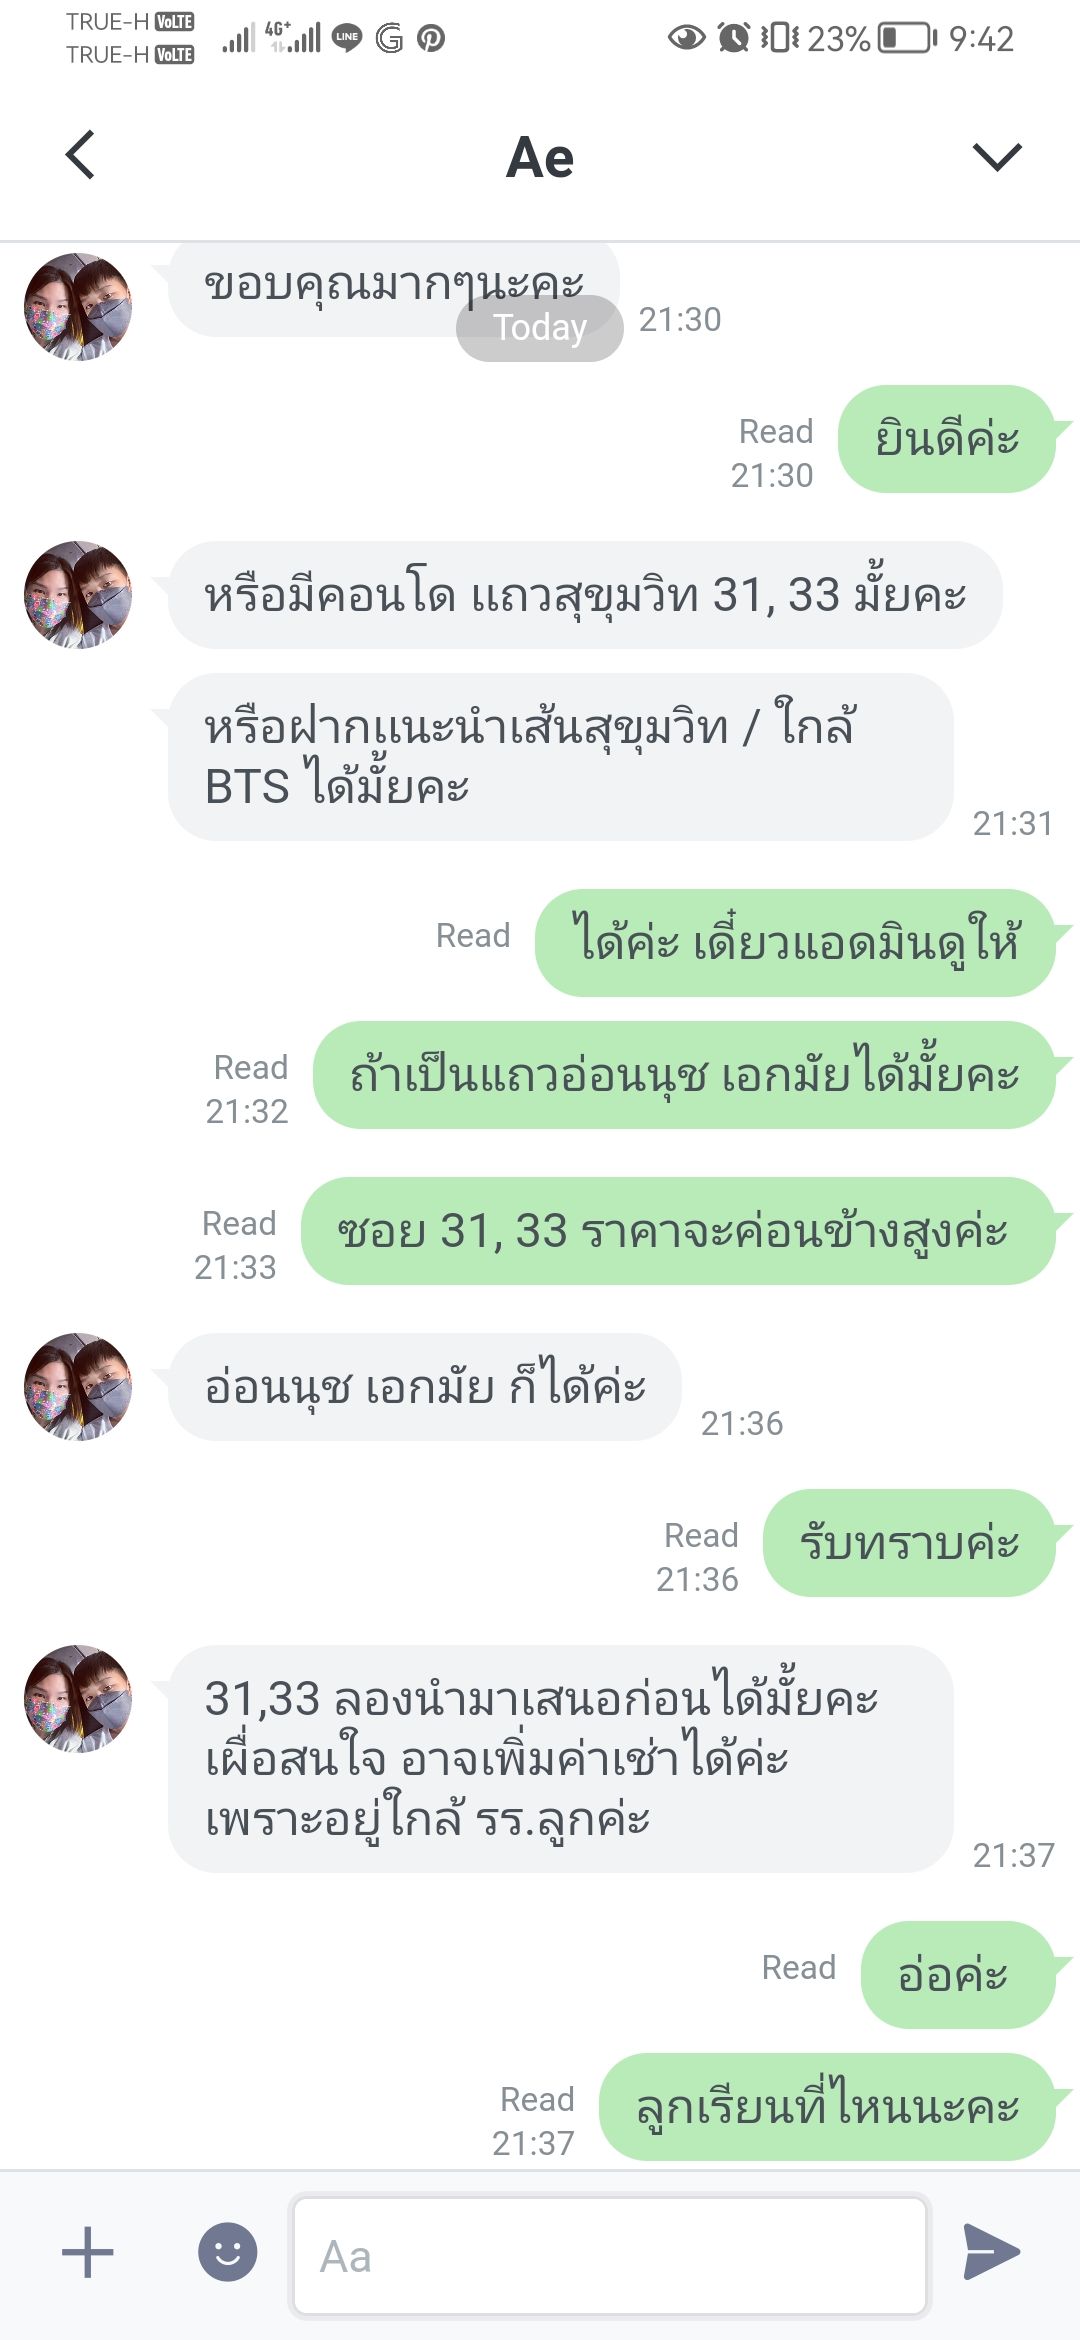 TRUE-H VoLTE
TRUE-H VoLTE
4G+
LINE
G
23%
9:42
Ae
ขอบคุณมากๆนะคะ
Today
21:30
Read
21:30
ยินดีค่ะ
หรือมีคอนโด แถวสุขุมวิท 31, 33 มั้ยคะ
หรือฝากแนะนำเส้นสุขุมวิท / ใกล้
BTS ได้มั้ยคะ
21:31
Read
ได้ค่ะ เดี๋ยวแอดมินดูให้
Read
21:32
ถ้าเป็นแถวอ่อนนุช เอกมัยได้มั้ยคะ
Read
21:33
ซอย 31, 33 ราคาจะค่อนข้างสูงค่ะ
อ่อนนุช เอกมัย ก็ได้ค่ะ
21:36
Read
21:36
รับทราบค่ะ
31,33 ลองนำมาเสนอก่อนได้มั้ยคะ
เผื่อสนใจ อาจเพิ่มค่าเช่าได้ค่ะ
เพราะอยู่ใกล้ รร.ลูกค่ะ
21:37
Read
อ่อค่ะ
Read
21:37
ลูกเรียนที่ไหนนะคะ
Aa